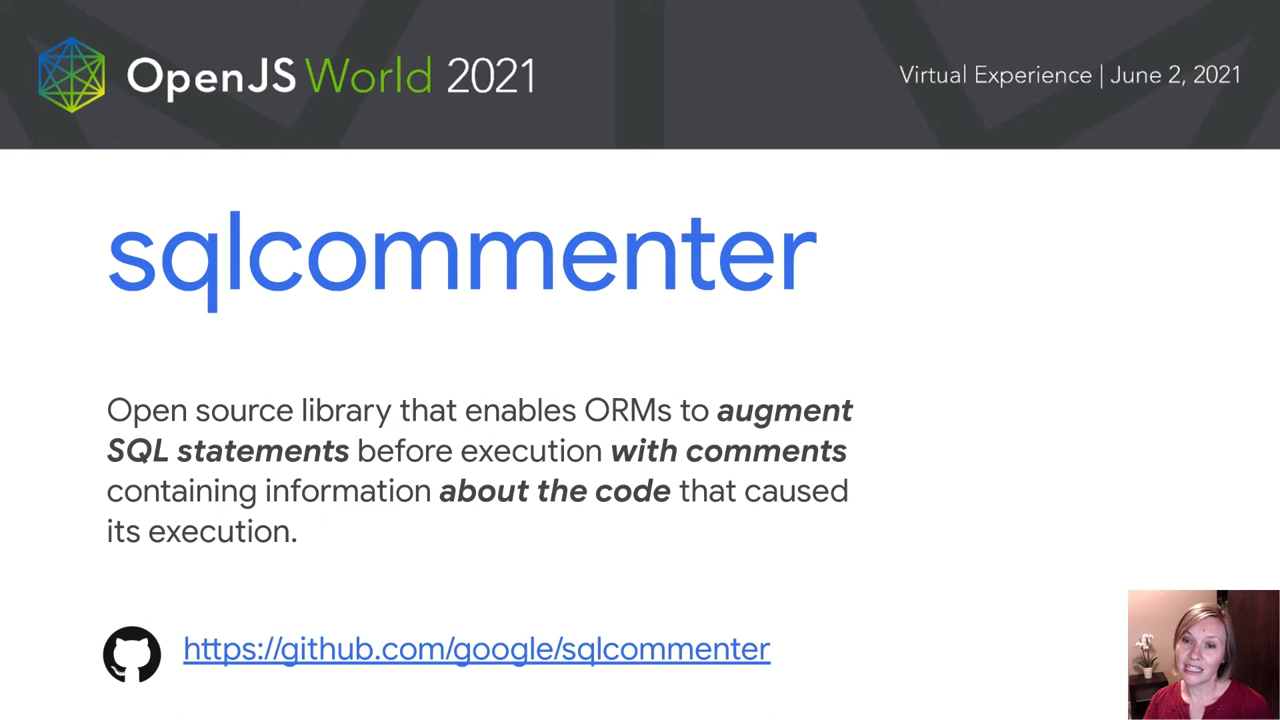 OpenJS World 2021
Virtual Experience | June 2, 2021
sqlcommenter
Open source library that enables ORMs to augment
SQL statements before execution with comments
containing information about the code that caused
its execution.
https://github.com/google/sqlcommenter